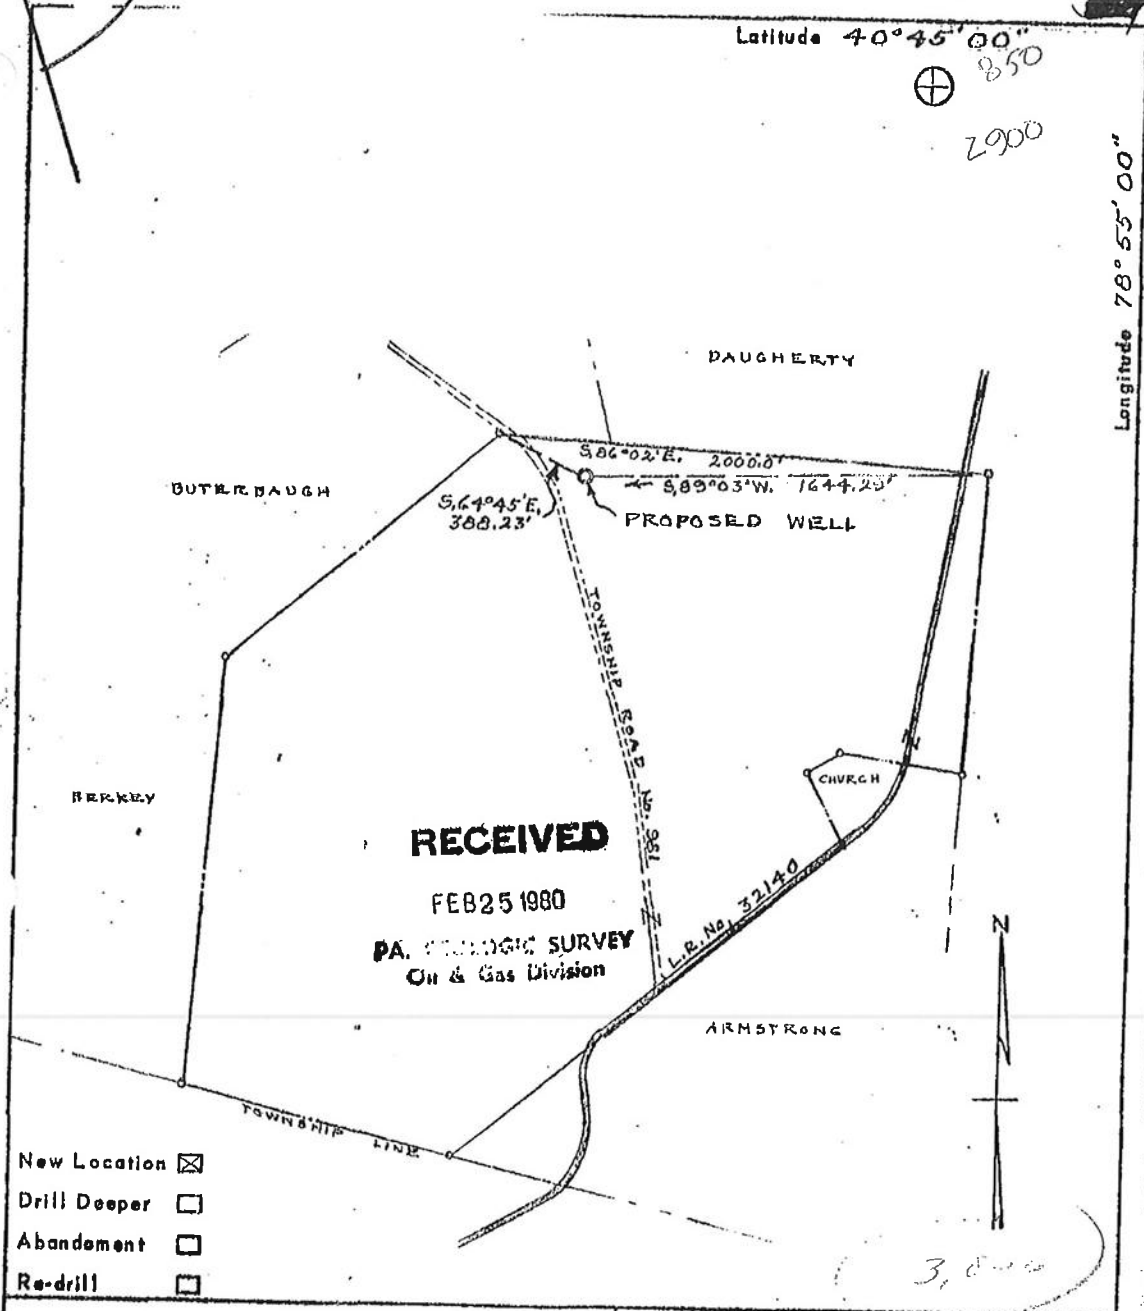 Latitude 40°45'00"
850
2900
Longitude 78°55'00"
DAUGHERTY
S,86°02'E. 2000.0'
BUTERBAUGH
S,89°03'W. 1644.25'
S,64°45'E,
388.23'
PROPOSED WELL
TOWNSHIP ROAD No. 551
CHURCH
BERKEY
RECEIVED
FEB 25 1980
PA. SURVEY
Oil & Gas Division
L.R. No. 32140
N
ARMSTRONG
TOWNSHIP LINE
New Location ☒
Drill Deeper ☐
Abandoment ☐
Re-drill ☐